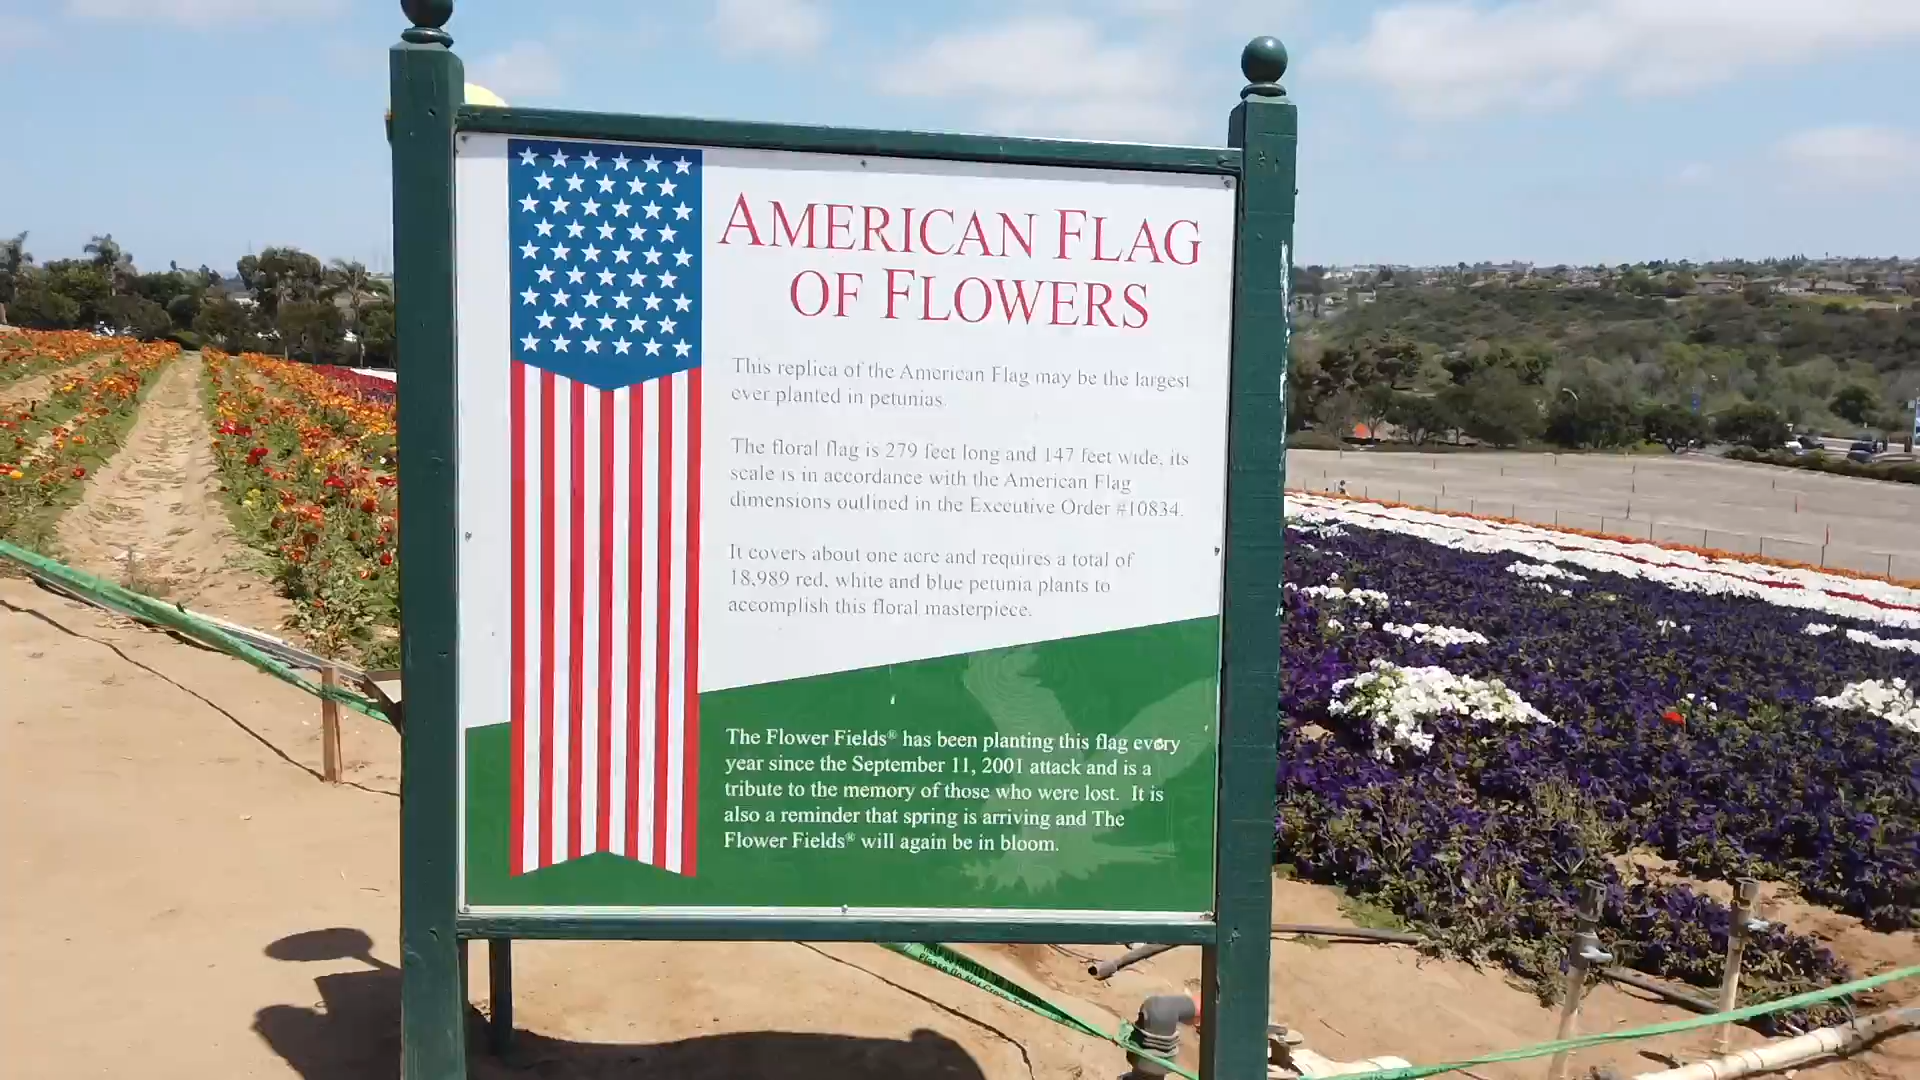 AMERICAN FLAG
OF FLOWERS
This replica of the American Flag may be the largest
ever planted in petunias.
The floral flag is 279 feet long and 147 feet wide, its
scale is in accordance with the American Flag
dimensions outlined in the Executive Order #10834.
It covers about one acre and requires a total of
18,989 red, white and blue petunia plants to
accomplish this floral masterpiece.
The Flower Fields® has been planting this flag every
year since the September 11, 2001 attack and is a
tribute to the memory of those who were lost. It is
also a reminder that spring is arriving and The
Flower Fields® will again be in bloom.
Please Do Not Cross